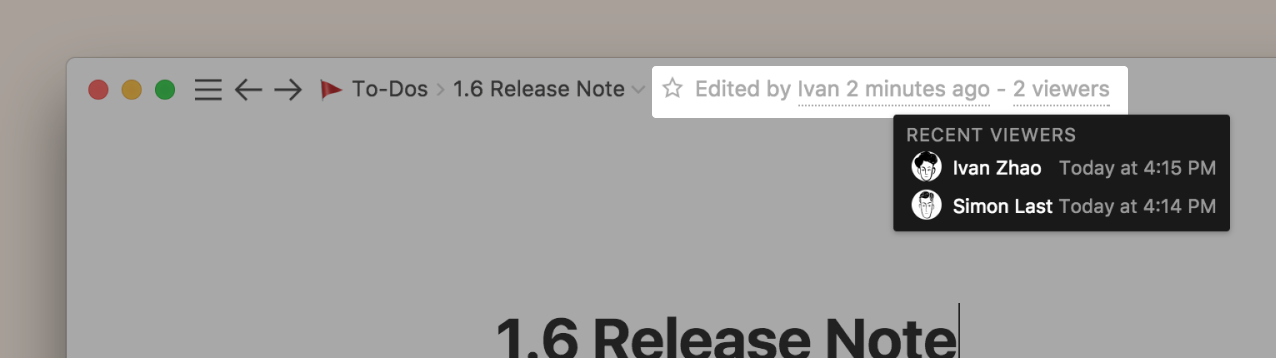 To-Dos › 1.6 Release Note Edited by Ivan 2 minutes ago - 2 viewers
RECENT VIEWERS
Ivan Zhao Today at 4:15 PM
Simon Last Today at 4:14 PM
1.6 Release Note